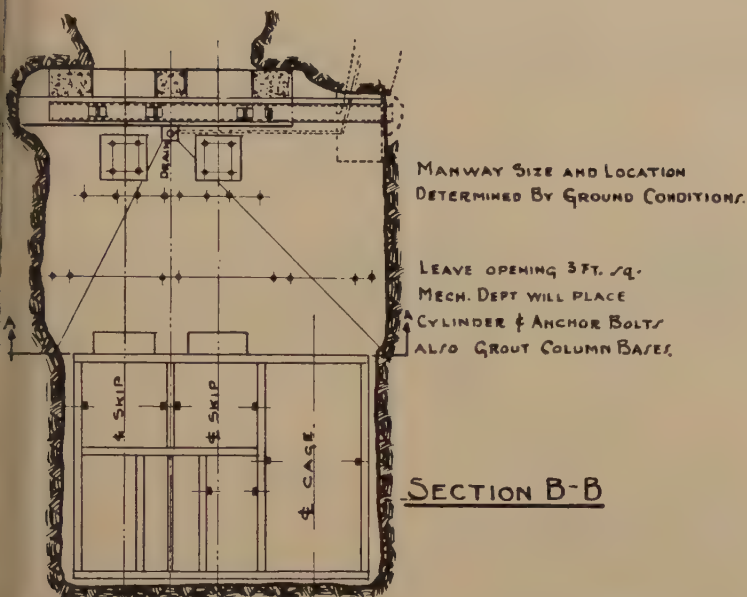 DRAIN
MANWAY SIZE AND LOCATION
DETERMINED BY GROUND CONDITIONS.
LEAVE OPENING 3 FT. SQ.
MECH. DEPT WILL PLACE
CYLINDER & ANCHOR BOLTS
ALSO GROUT COLUMN BASES.
A
A
℄ SKIP
℄ SKIP
℄ CAGE.
SECTION B-B